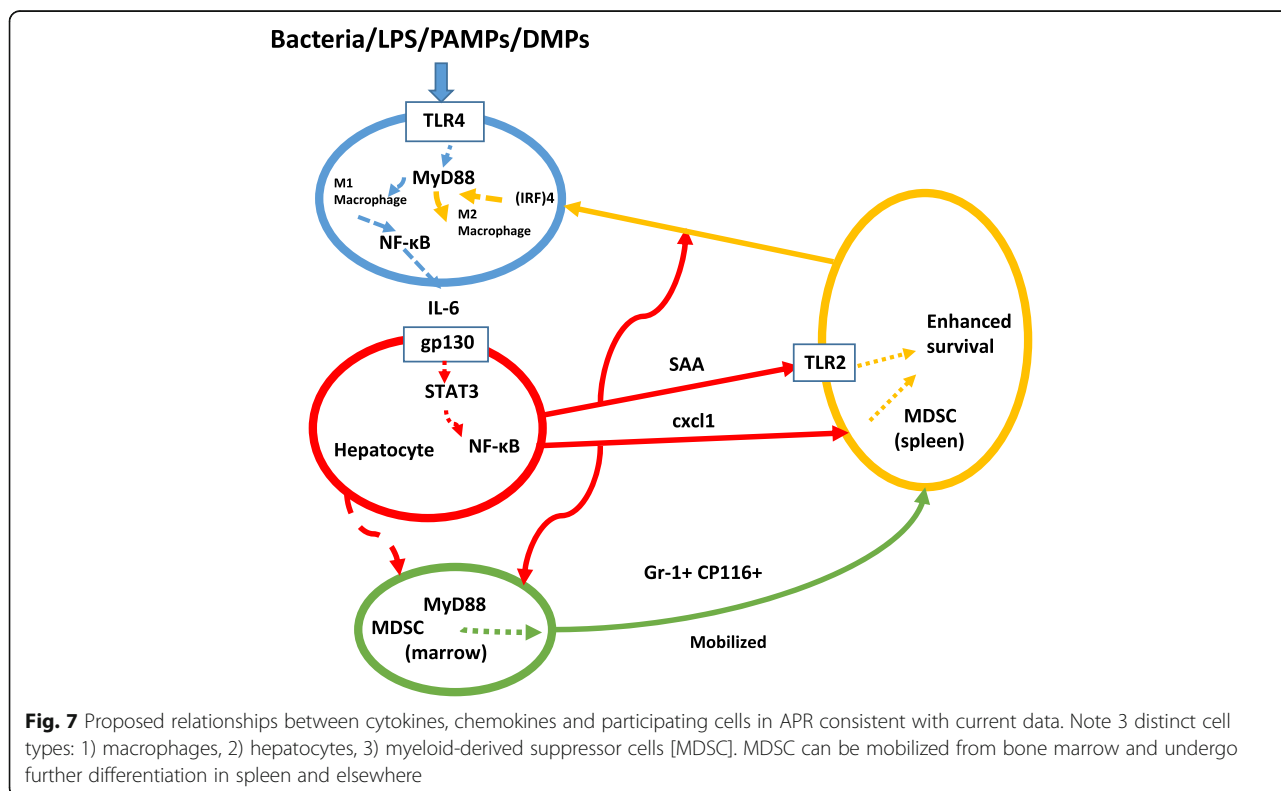 Bacteria/LPS/PAMPs/DMPs
TLR4
MyD88
M1
Macrophage
(IRF)4
M2
Macrophage
NF-κB
IL-6
gp130
STAT3
Hepatocyte
NF-κB
SAA
cxcl1
TLR2
Enhanced
survival
MDSC
(spleen)
Gr-1+ CP116+
Mobilized
MyD88
MDSC
(marrow)
Fig. 7 Proposed relationships between cytokines, chemokines and participating cells in APR consistent with current data. Note 3 distinct cell
types: 1) macrophages, 2) hepatocytes, 3) myeloid-derived suppressor cells [MDSC]. MDSC can be mobilized from bone marrow and undergo
further differentiation in spleen and elsewhere